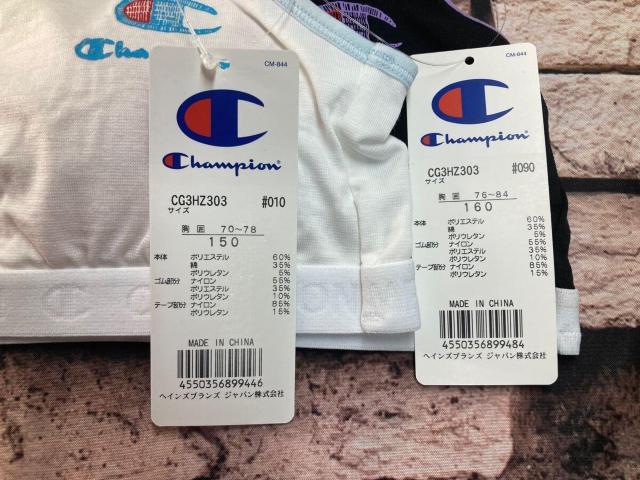 Champion
CM-844
Champion
CG3HZ303 #010
サイズ
胸囲 70~78
150
本体 ポリエステル 60%
綿 35%
ポリウレタン 5%
ゴム部分 ナイロン 55%
ポリエステル 35%
ポリウレタン 10%
テープ部分 ナイロン 85%
ポリウレタン 15%
MADE IN CHINA
4550356899446
ヘインズブランズ ジャパン株式会社
CM-844
Champion
CG3HZ303 #090
サイズ
胸囲 76~84
160
本体 ポリエステル 60%
綿 35%
ゴム部分 ポリウレタン 5%
ナイロン 55%
ポリエステル 35%
ポリウレタン 10%
テープ部分 ナイロン 85%
ポリウレタン 15%
MADE IN CHINA
4550356899484
ヘインズブランズ ジャパン株式会社